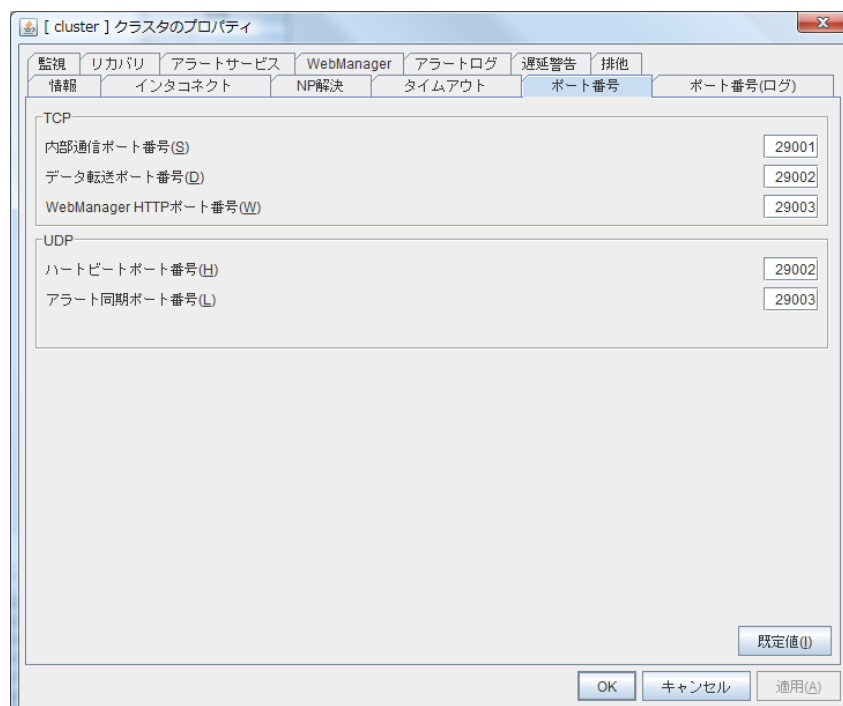 [ cluster ] クラスタのプロパティ
監視 リカバリ アラートサービス WebManager アラートログ 遅延警告 排他
情報 インタコネクト NP解決 タイムアウト ポート番号 ポート番号(ログ)
TCP
内部通信ポート番号(S) 29001
データ転送ポート番号(D) 29002
WebManager HTTPポート番号(W) 29003
UDP
ハートビートポート番号(H) 29002
アラート同期ポート番号(L) 29003
既定値(I)
OK キャンセル 適用(A)